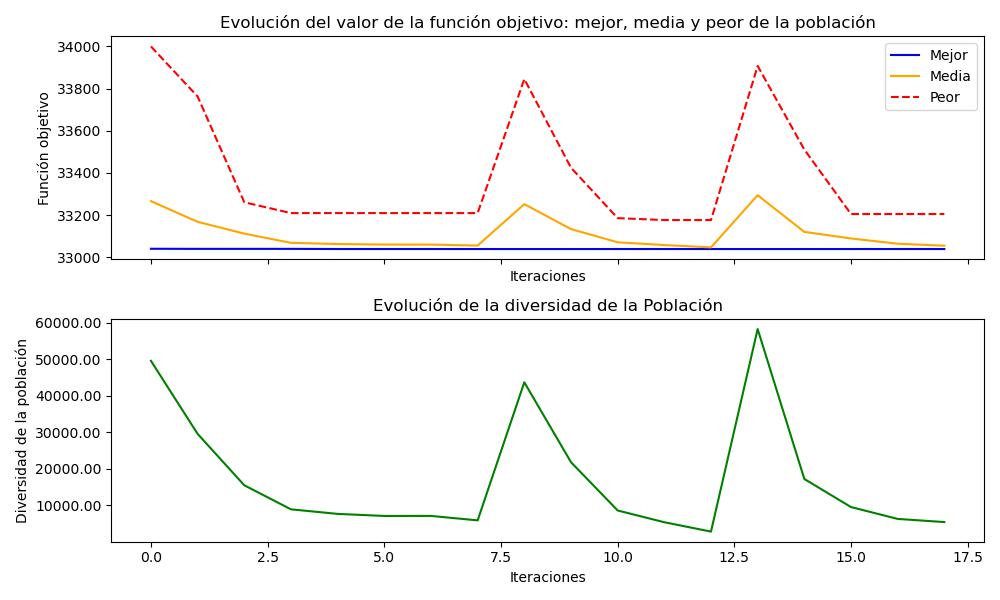 Evolución del valor de la función objetivo: mejor, media y peor de la población
Función objetivo
34000
33800
33600
33400
33200
33000
Mejor
Media
Peor
Iteraciones
Evolución de la diversidad de la Población
Diversidad de la población
60000.00
50000.00
40000.00
30000.00
20000.00
10000.00
0.0 2.5 5.0 7.5 10.0 12.5 15.0 17.5
Iteraciones